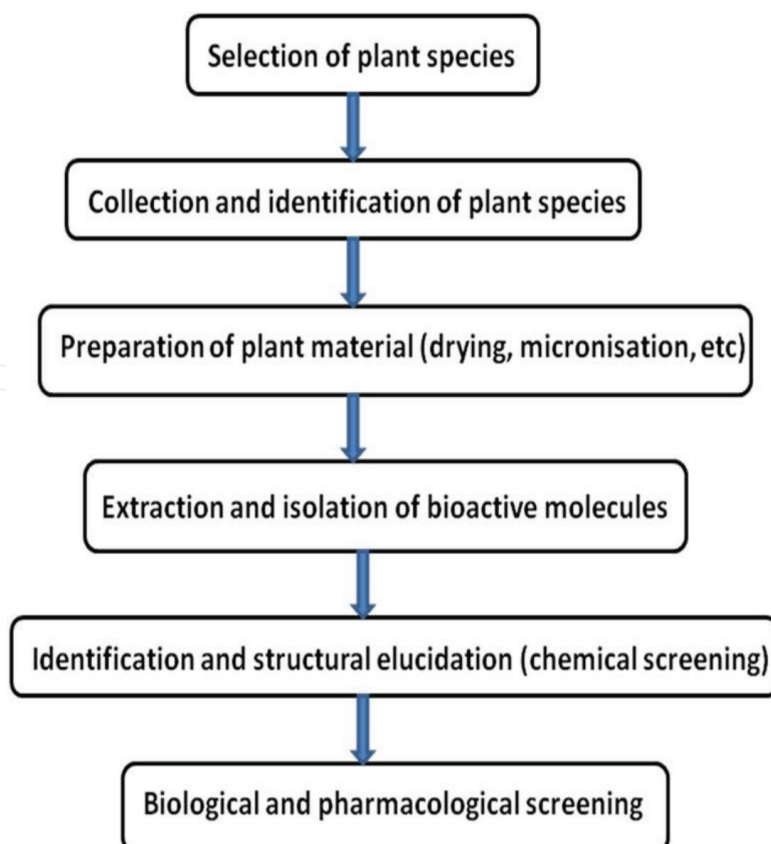 Selection of plant species
Collection and identification of plant species
Preparation of plant material (drying, micronisation, etc)
Extraction and isolation of bioactive molecules
Identification and structural elucidation (chemical screening)
Biological and pharmacological screening